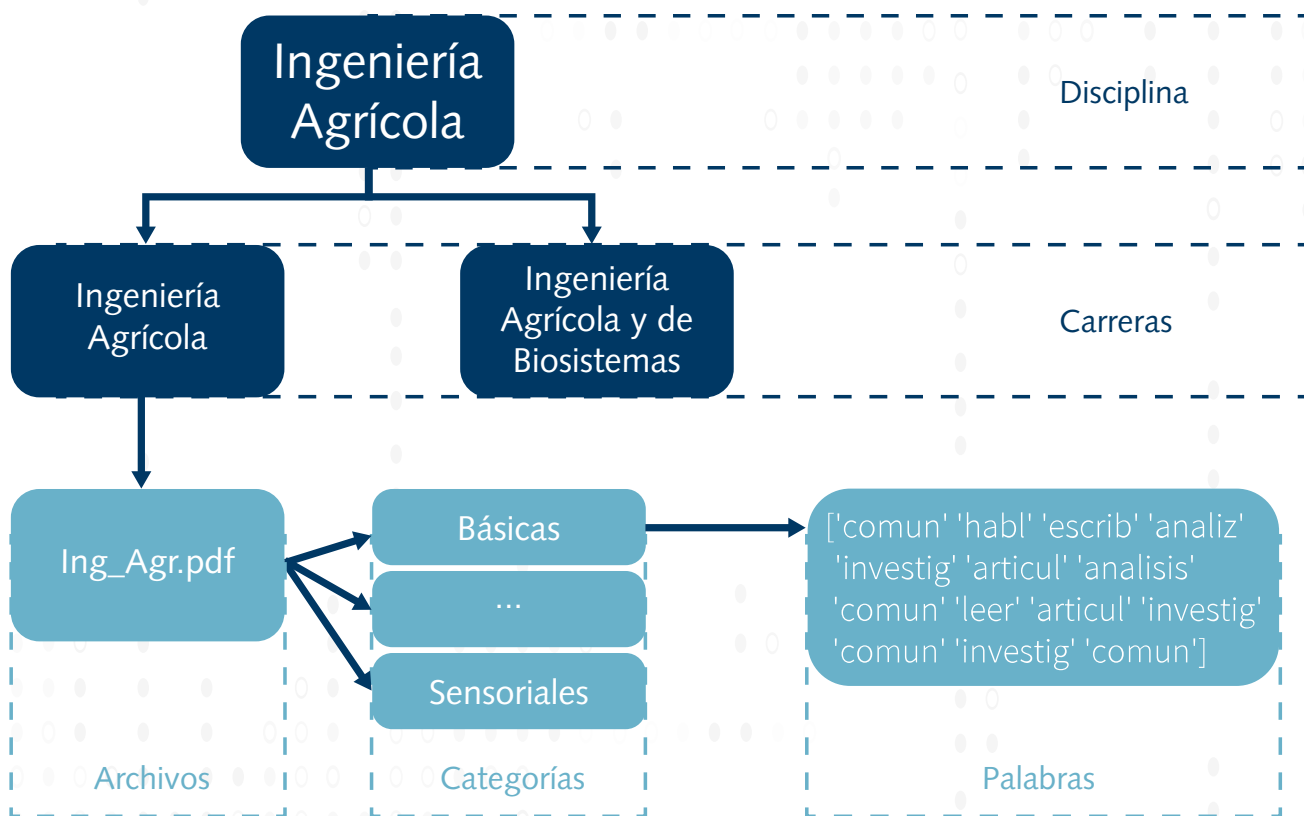 Ingeniería
Agrícola
Disciplina
Ingeniería
Agrícola
Ingeniería
Agrícola y de
Biosistemas
Carreras
Ing_Agr.pdf
Básicas
...
Sensoriales
['comun' 'habl' 'escrib' 'analiz'
'investig' 'articul' 'analisis'
'comun' 'leer' 'articul' 'investig'
'comun' 'investig' 'comun']
Archivos
Categorías
Palabras